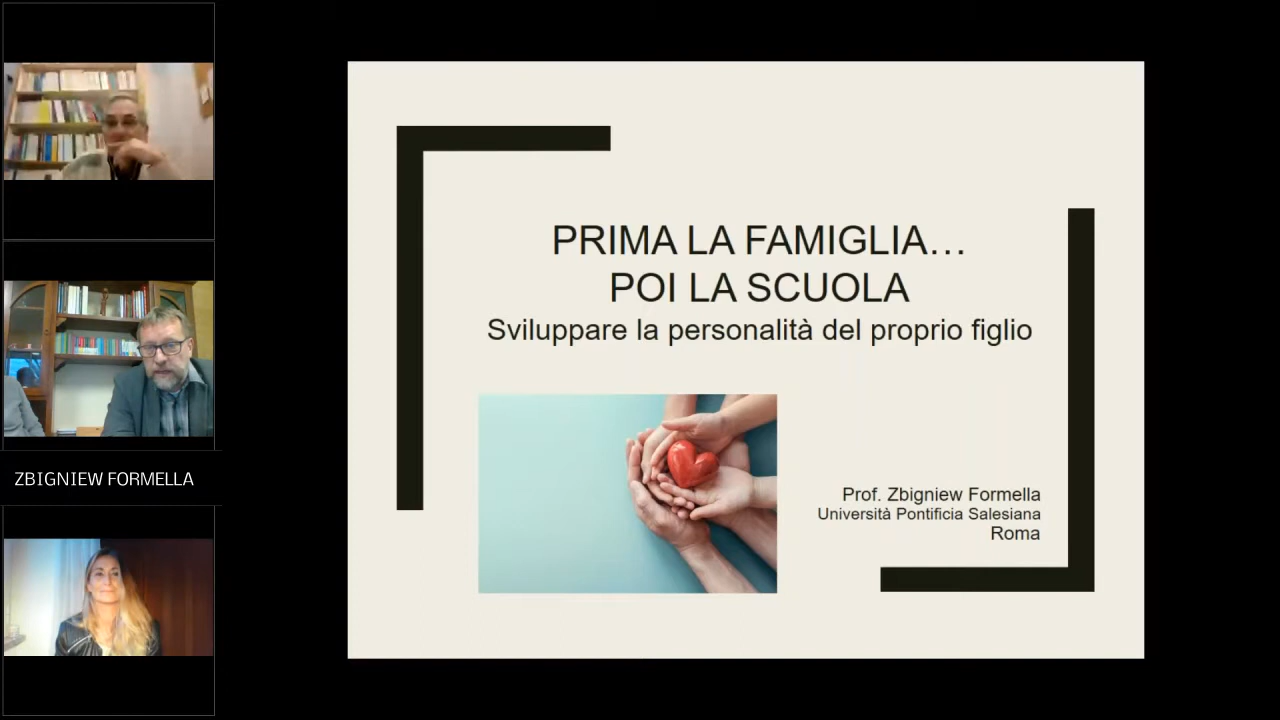 ZBIGNIEW FORMELLA
PRIMA LA FAMIGLIA…
POI LA SCUOLA
Sviluppare la personalità del proprio figlio
Prof. Zbigniew Formella
Università Pontificia Salesiana
Roma